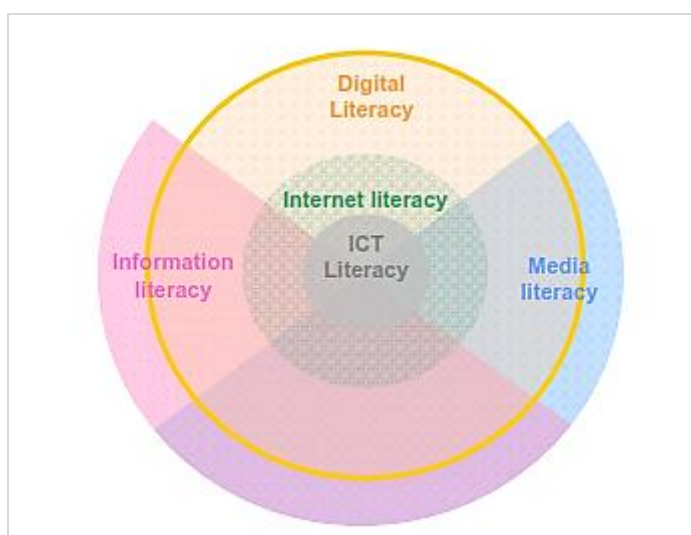 Digital
Literacy
Internet literacy
ICT
Literacy
Information
literacy
Media
literacy